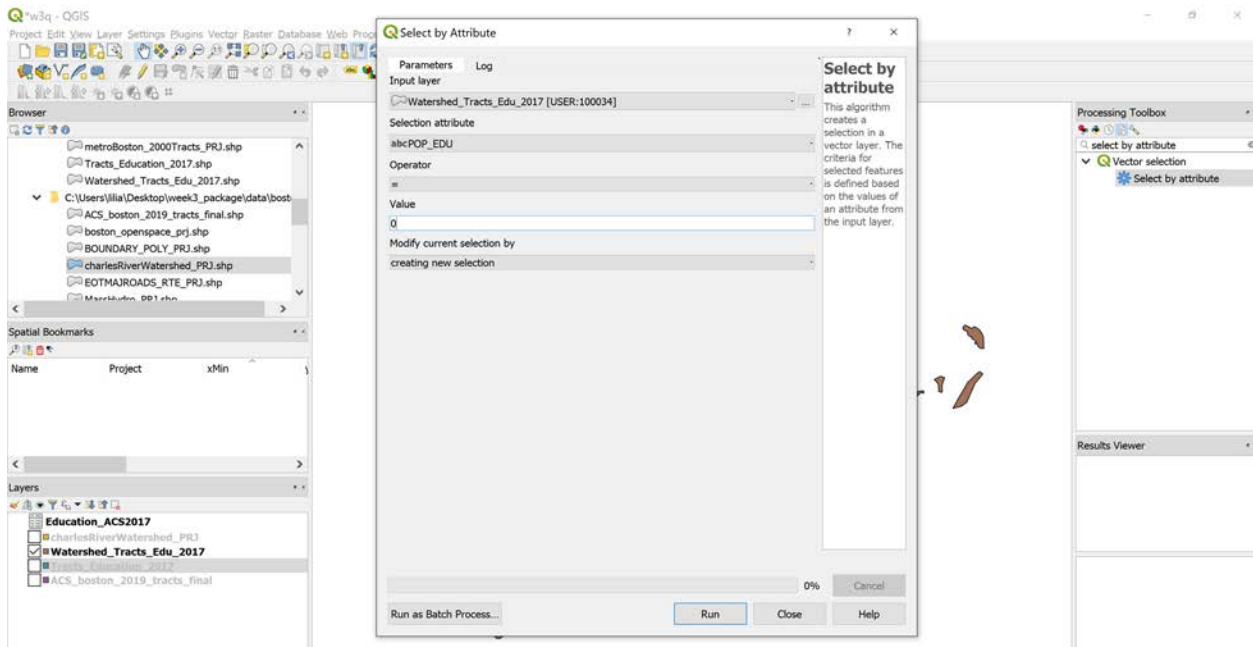 *w3q - QGIS
Project Edit View Layer Settings Plugins Vector Raster Database Web
Browser
metroBoston_2000Tracts_PRJ.shp
Tracts_Education_2017.shp
Watershed_Tracts_Edu_2017.shp
C:\Users\lilia\Desktop\week3_package\data\bost
ACS_boston_2019_tracts_final.shp
boston_openspace_prj.shp
BOUNDARY_POLY_PRJ.shp
charlesRiverWatershed_PRJ.shp
EOTMAJROADS_RTE_PRJ.shp
Spatial Bookmarks
Name Project xMin
Layers
Education_ACS2017
charlesRiverWatershed_PRJ
Watershed_Tracts_Edu_2017
Tracts_Education_2017
ACS_boston_2019_tracts_final
Select by Attribute ? ×
Parameters Log
Input layer
Watershed_Tracts_Edu_2017 [USER:100034] ...
Selection attribute
abc POP_EDU
Operator
=
Value
0
Modify current selection by
creating new selection
0% Cancel
Run as Batch Process... Run Close Help
Select by
attribute
This algorithm
creates a
selection in a
vector layer. The
criteria for
selected features
is defined based
on the values of
an attribute from
the input layer.
Processing Toolbox
select by attribute
Vector selection
Select by attribute
Results Viewer